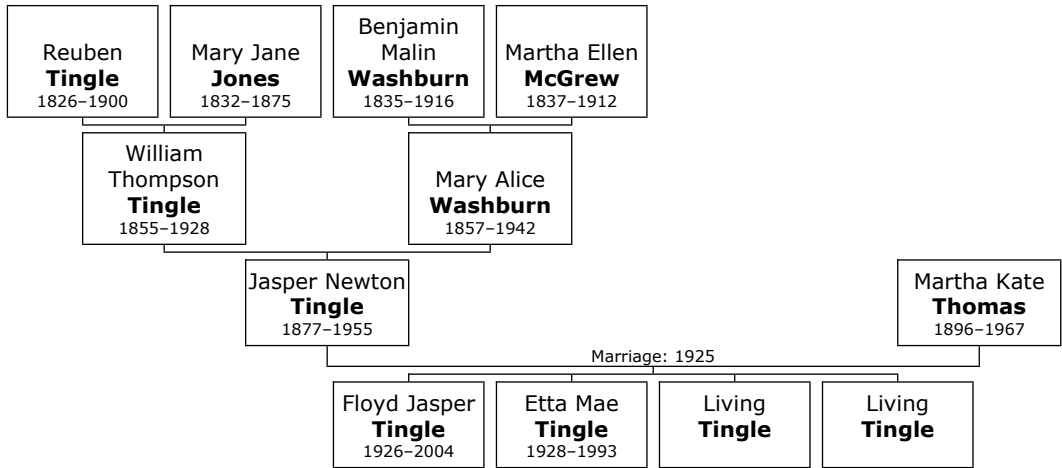 Reuben
Tingle
1826–1900
Mary Jane
Jones
1832–1875
Benjamin
Malin
Washburn
1835–1916
Martha Ellen
McGrew
1837–1912
William
Thompson
Tingle
1855–1928
Mary Alice
Washburn
1857–1942
Jasper Newton
Tingle
1877–1955
Martha Kate
Thomas
1896–1967
Marriage: 1925
Floyd Jasper
Tingle
1926–2004
Etta Mae
Tingle
1928–1993
Living
Tingle
Living
Tingle